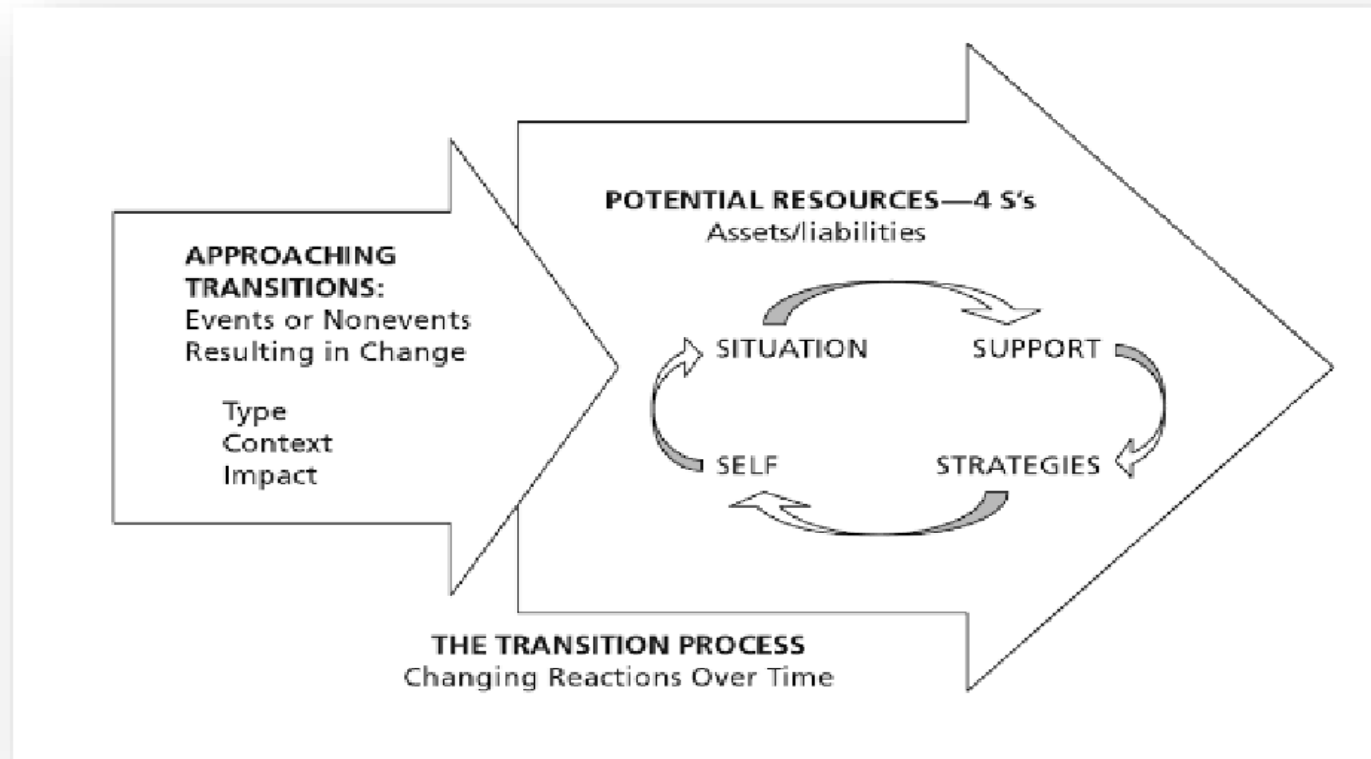 APPROACHING
TRANSITIONS:
Events or Nonevents
Resulting in Change
Type
Context
Impact
POTENTIAL RESOURCES—4 S's
Assets/liabilities
SITUATION
SUPPORT
SELF
STRATEGIES
THE TRANSITION PROCESS
Changing Reactions Over Time